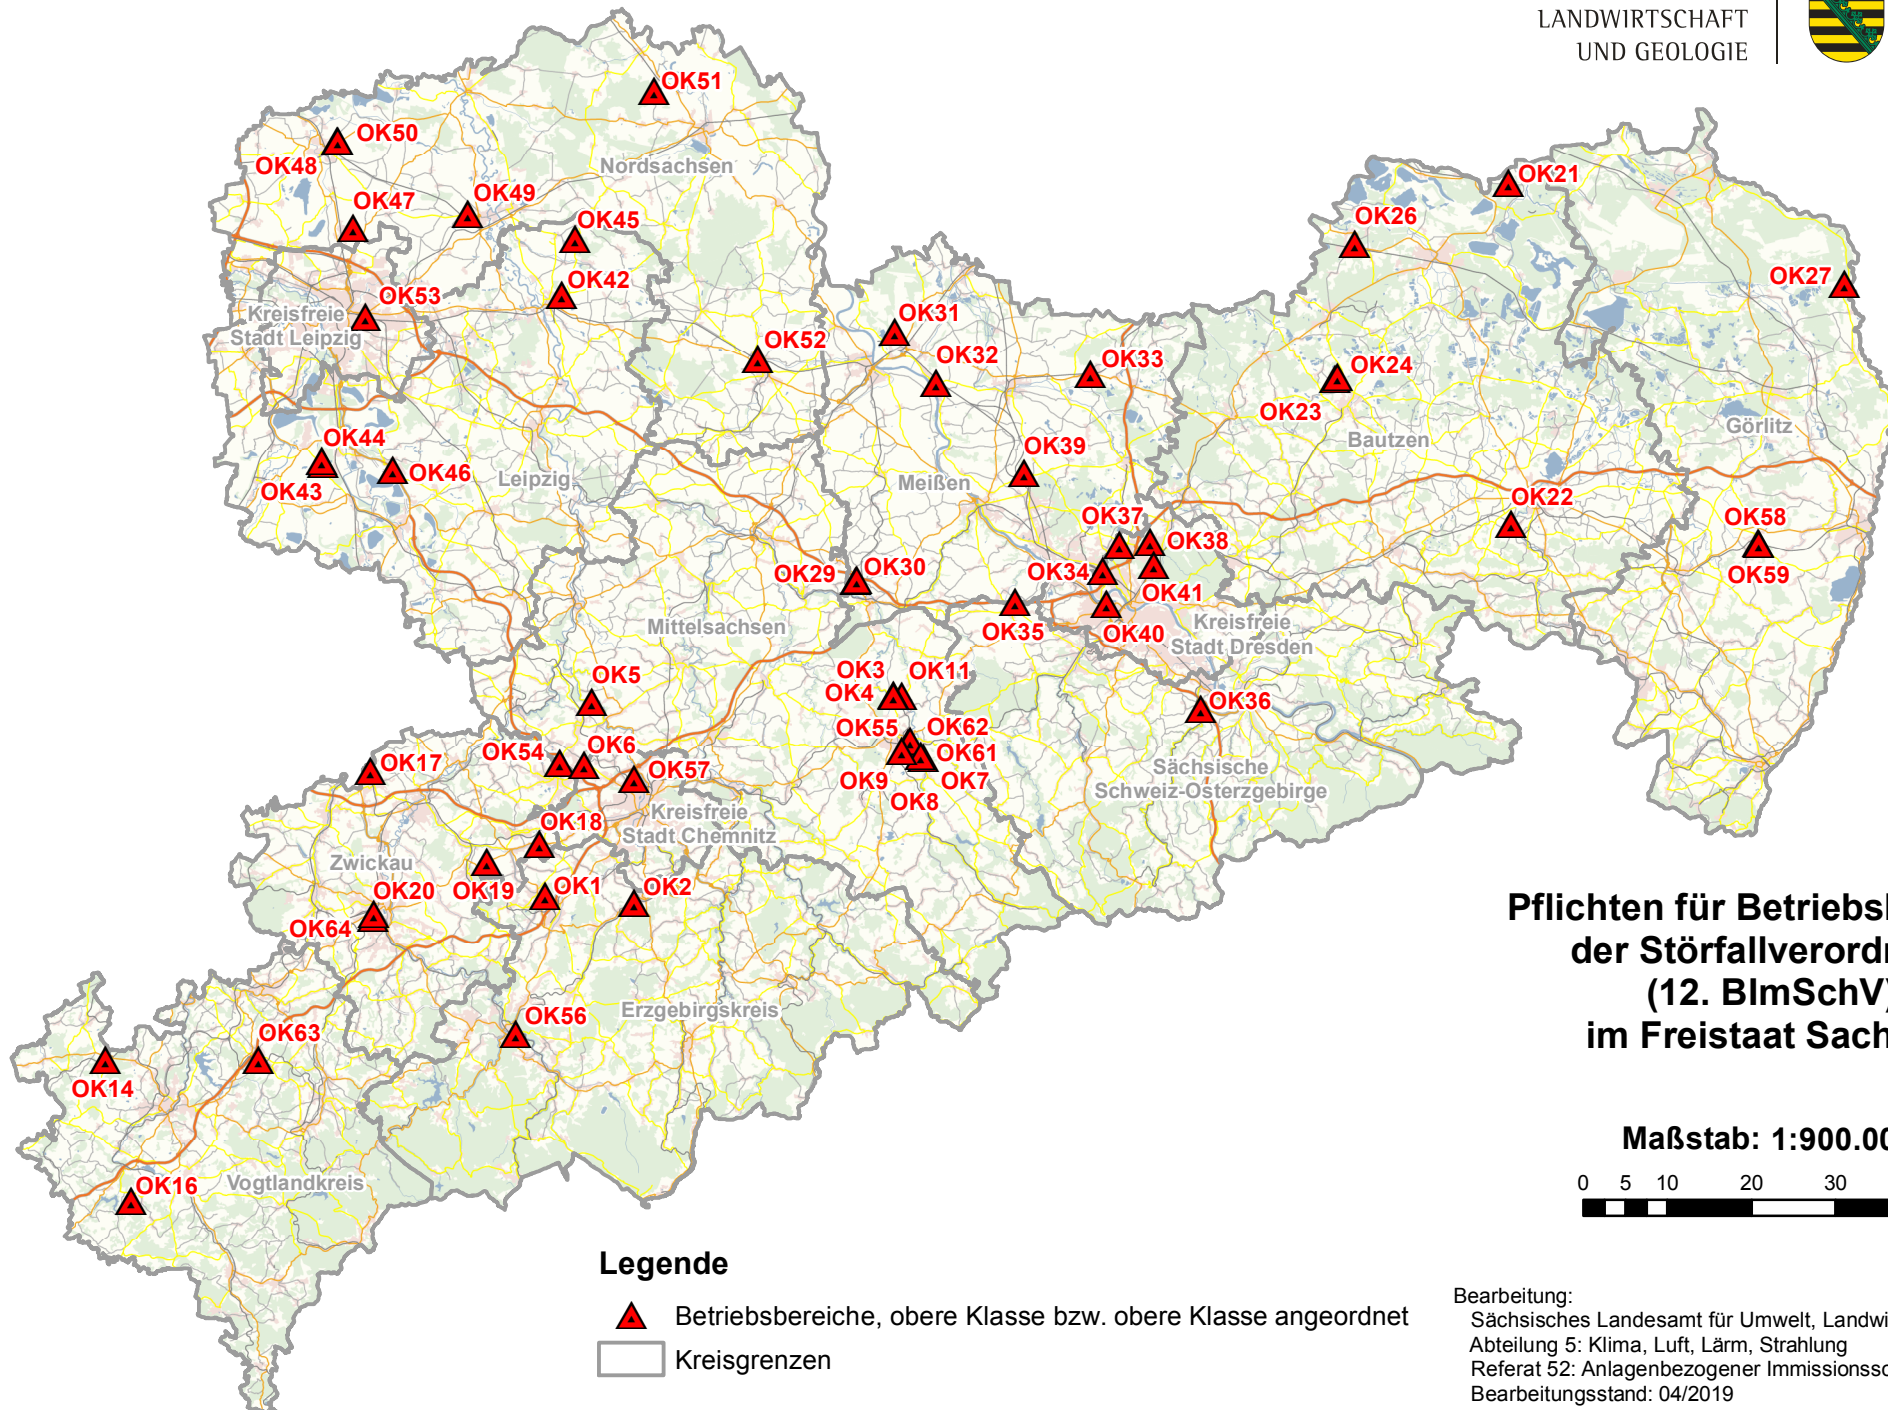 LANDWIRTSCHAFT
UND GEOLOGIE
OK51
OK50
OK48
Nordsachsen
OK47
OK49
OK45
OK21
OK26
OK42
OK27
OK53
Kreisfreie
Stadt Leipzig
OK31
OK52
OK32
OK33
OK24
OK23
Bautzen
Görlitz
OK44
OK43
OK46
Leipzig
OK39
Meißen
OK22
OK37
OK38
OK58
OK59
OK29
OK30
OK34
OK41
OK35
OK40
Kreisfreie
Stadt Dresden
Mittelsachsen
OK3
OK11
OK4
OK5
OK36
OK55
OK62
OK61
OK9
OK7
OK8
Sächsische
Schweiz-Osterzgebirge
OK54
OK6
OK17
OK57
Kreisfreie
Stadt Chemnitz
OK18
Zwickau
OK19
OK20
OK64
OK1
OK2
Erzgebirgskreis
OK56
OK63
OK14
OK16
Vogtlandkreis
Pflichten für Betriebs
der Störfallverord
(12. BImSchV)
im Freistaat Sach
Maßstab: 1:900.00
0 5 10 20 30
Legende
Betriebsbereiche, obere Klasse bzw. obere Klasse angeordnet
Kreisgrenzen
Bearbeitung:
Sächsisches Landesamt für Umwelt, Landwi
Abteilung 5: Klima, Luft, Lärm, Strahlung
Referat 52: Anlagenbezogener Immissionssc
Bearbeitungsstand: 04/2019